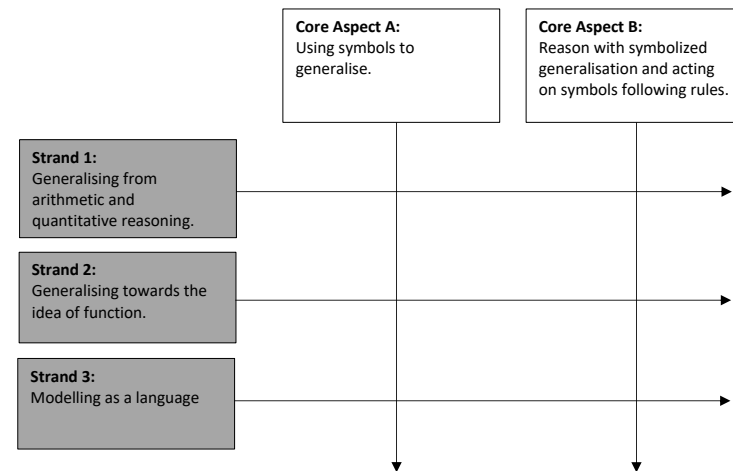 Core Aspect A:
Using symbols to
generalise.
Core Aspect B:
Reason with symbolized
generalisation and acting
on symbols following rules.
Strand 1:
Generalising from
arithmetic and
quantitative reasoning.
Strand 2:
Generalising towards the
idea of function.
Strand 3:
Modelling as a language